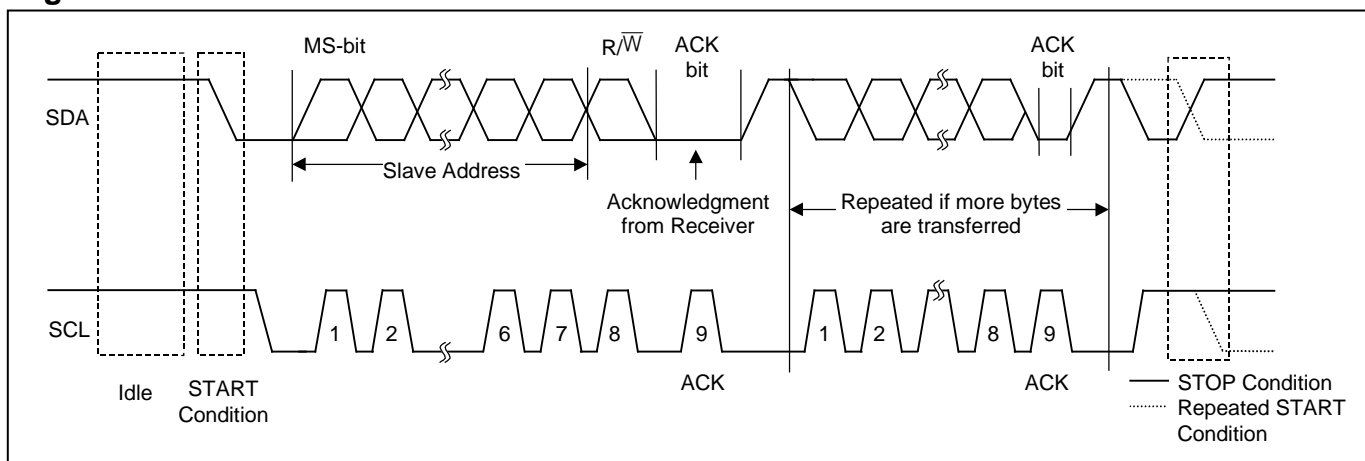 MS-bit
R/W̅
ACK
bit
ACK
bit
SDA
Slave Address
Acknowledgment
from Receiver
Repeated if more bytes
are transferred
SCL
1
2
6
7
8
9
1
2
8
9
Idle
START
Condition
ACK
ACK
STOP Condition
Repeated START
Condition